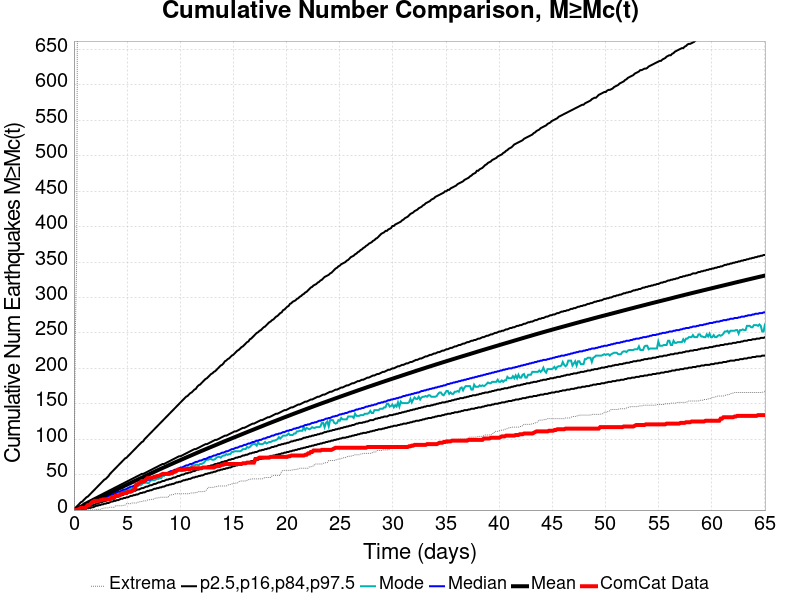 Cumulative Number Comparison, M≥Mc(t)
Cumulative Num Earthquakes M≥Mc(t)
650
600
550
500
450
400
350
300
250
200
150
100
50
0
0 5 10 15 20 25 30 35 40 45 50 55 60 65
Time (days)
Extrema p2.5,p16,p84,p97.5 Mode Median Mean ComCat Data